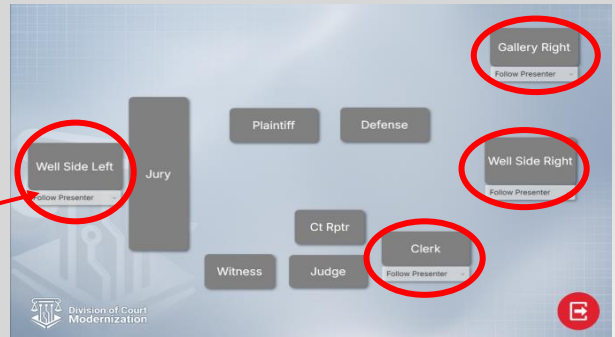 Gallery Right
Follow Presenter
Plaintiff
Defense
Well Side Left
Follow Presenter
Jury
Well Side Right
Follow Presenter
Ct Rptr
Clerk
Follow Presenter
Witness
Judge
Division of Court
Modernization